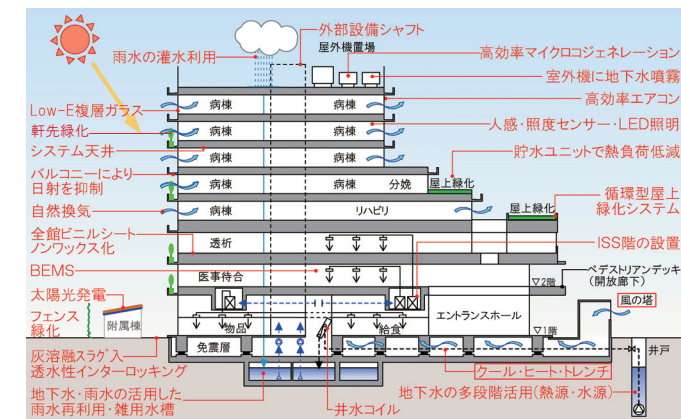 外部設備シャフト
屋外機置場
雨水の灌水利用
高効率マイクロコジェネレーション
室外機に地下水噴霧
高効率エアコン
Low-E複層ガラス
病棟
病棟
人感・照度センサー・LED照明
軒先緑化
病棟
病棟
システム天井
貯水ユニットで熱負荷低減
病棟
病棟
バルコニーにより
日射を抑制
病棟
病棟
分娩
屋上緑化
循環型屋上
緑化システム
自然換気
病棟
リハビリ
屋上緑化
全館ビニルシート
ノンワックス化
透析
ISS階の設置
BEMS
医事待合
▽2階
ペデストリアンデッキ
(開放廊下)
太陽光発電
フェンス
緑化
附属棟
物品
給食
エントランスホール
▽1階
風の塔
免震層
井戸
灰溶融スラグ入
透水性インターロッキング
クール・ヒート・トレンチ
地下水・雨水の活用した
雨水再利用・雑用水槽
井水コイル
地下水の多段階活用(熱源・水源)